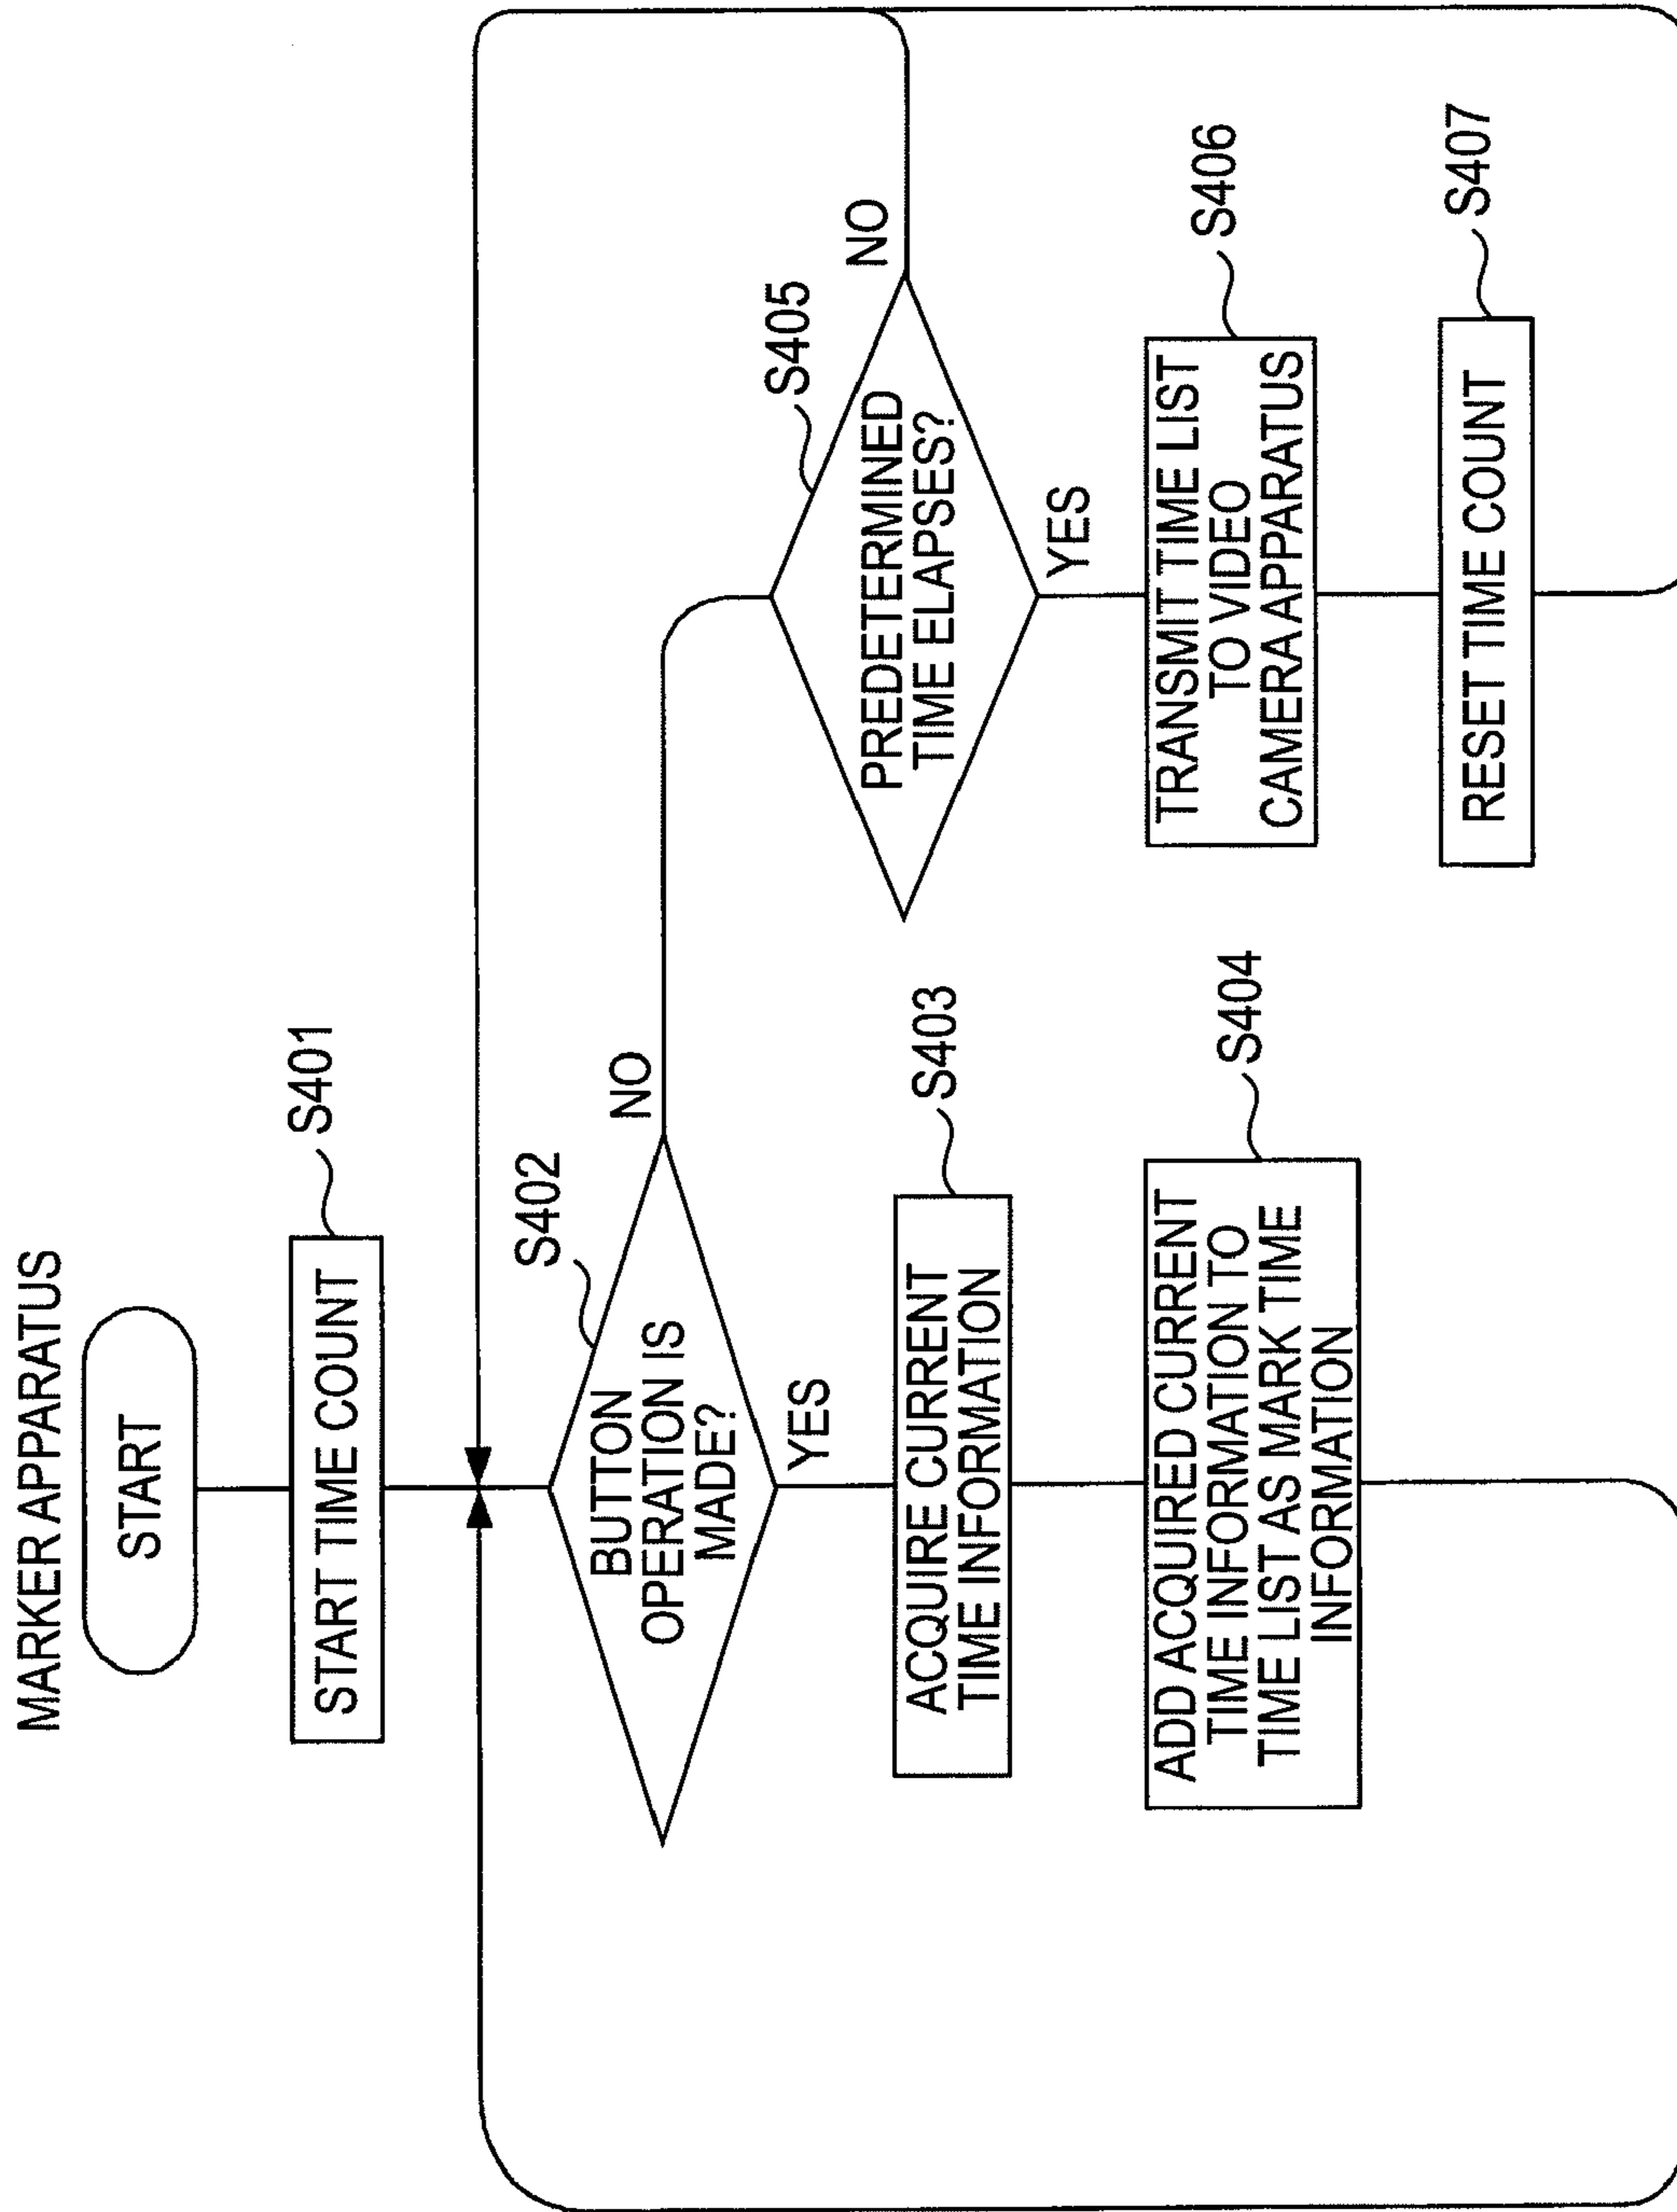 MARKER APPARATUS
START
START TIME COUNT
S401
BUTTON
OPERATION IS
MADE?
S402
NO
YES
ACQUIRE CURRENT
TIME INFORMATION
S403
ADD ACQUIRED CURRENT
TIME INFORMATION TO
TIME LIST AS MARK TIME
INFORMATION
S404
PREDETERMINED
TIME ELAPSES?
S405
NO
YES
TRANSMIT TIME LIST
TO VIDEO
CAMERA APPARATUS
S406
RESET TIME COUNT
S407